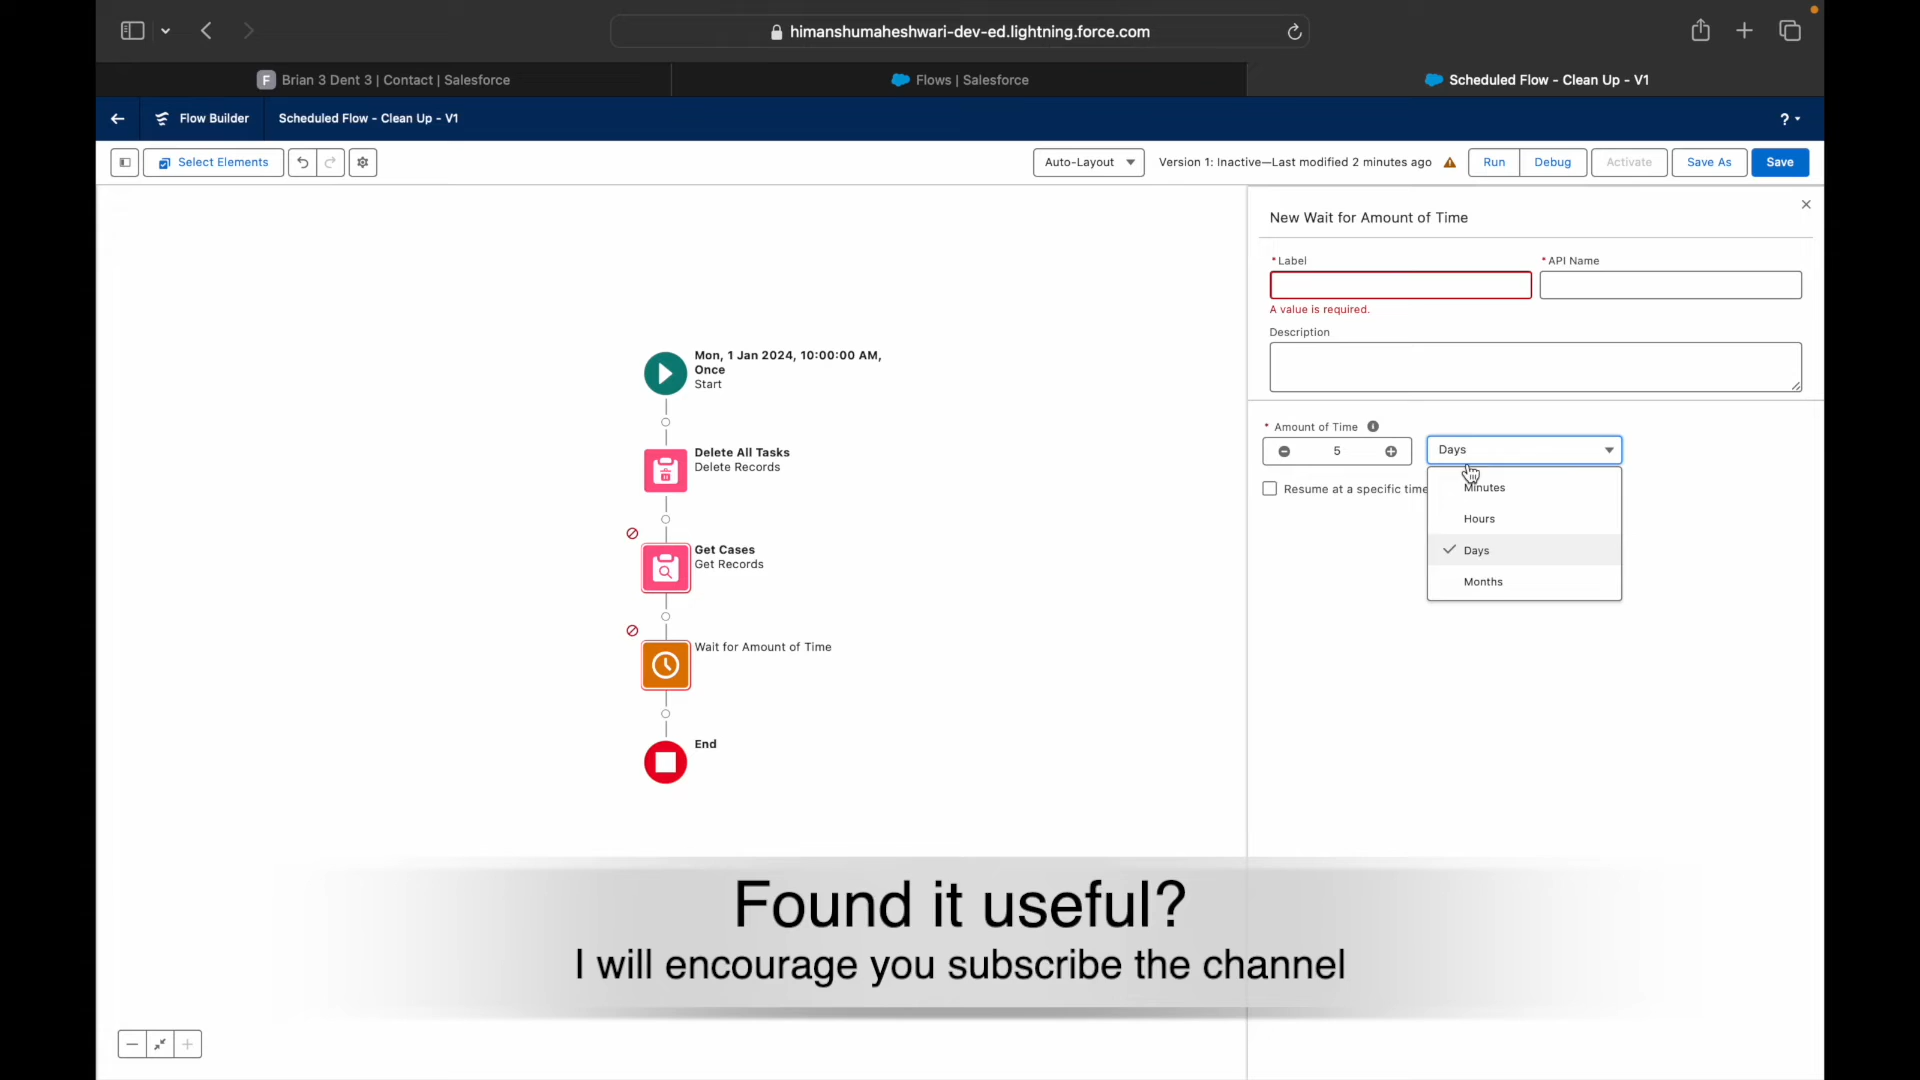 himanshumaheshwari-dev-ed.lightning.force.com
F Brian 3 Dent 3 | Contact | Salesforce
Flows | Salesforce
Scheduled Flow - Clean Up - V1
Flow Builder
Scheduled Flow - Clean Up - V1
?
Select Elements
Auto-Layout
Version 1: Inactive—Last modified 2 minutes ago
Run
Debug
Activate
Save As
Save
New Wait for Amount of Time
* Label
* API Name
A value is required.
Description
* Amount of Time
5
Days
Resume at a specific time
Minutes
Hours
Days
Months
Mon, 1 Jan 2024, 10:00:00 AM,
Once
Start
Delete All Tasks
Delete Records
Get Cases
Get Records
Wait for Amount of Time
End
Found it useful?
I will encourage you subscribe the channel